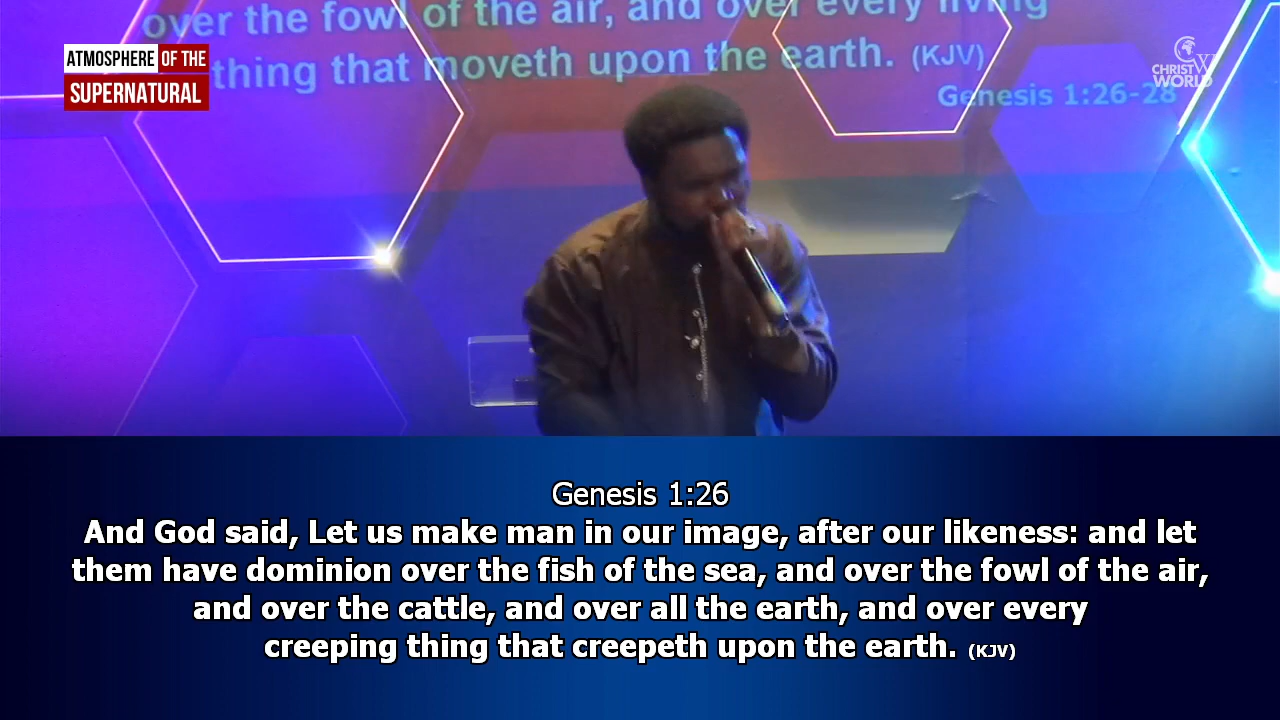 over the fowl of the air, and over every living
thing that moveth upon the earth. (KJV)
Genesis 1:26-28
ATMOSPHERE OF THE
SUPERNATURAL
CHRIST
WORLD
Genesis 1:26
And God said, Let us make man in our image, after our likeness: and let
them have dominion over the fish of the sea, and over the fowl of the air,
and over the cattle, and over all the earth, and over every
creeping thing that creepeth upon the earth. (KJV)